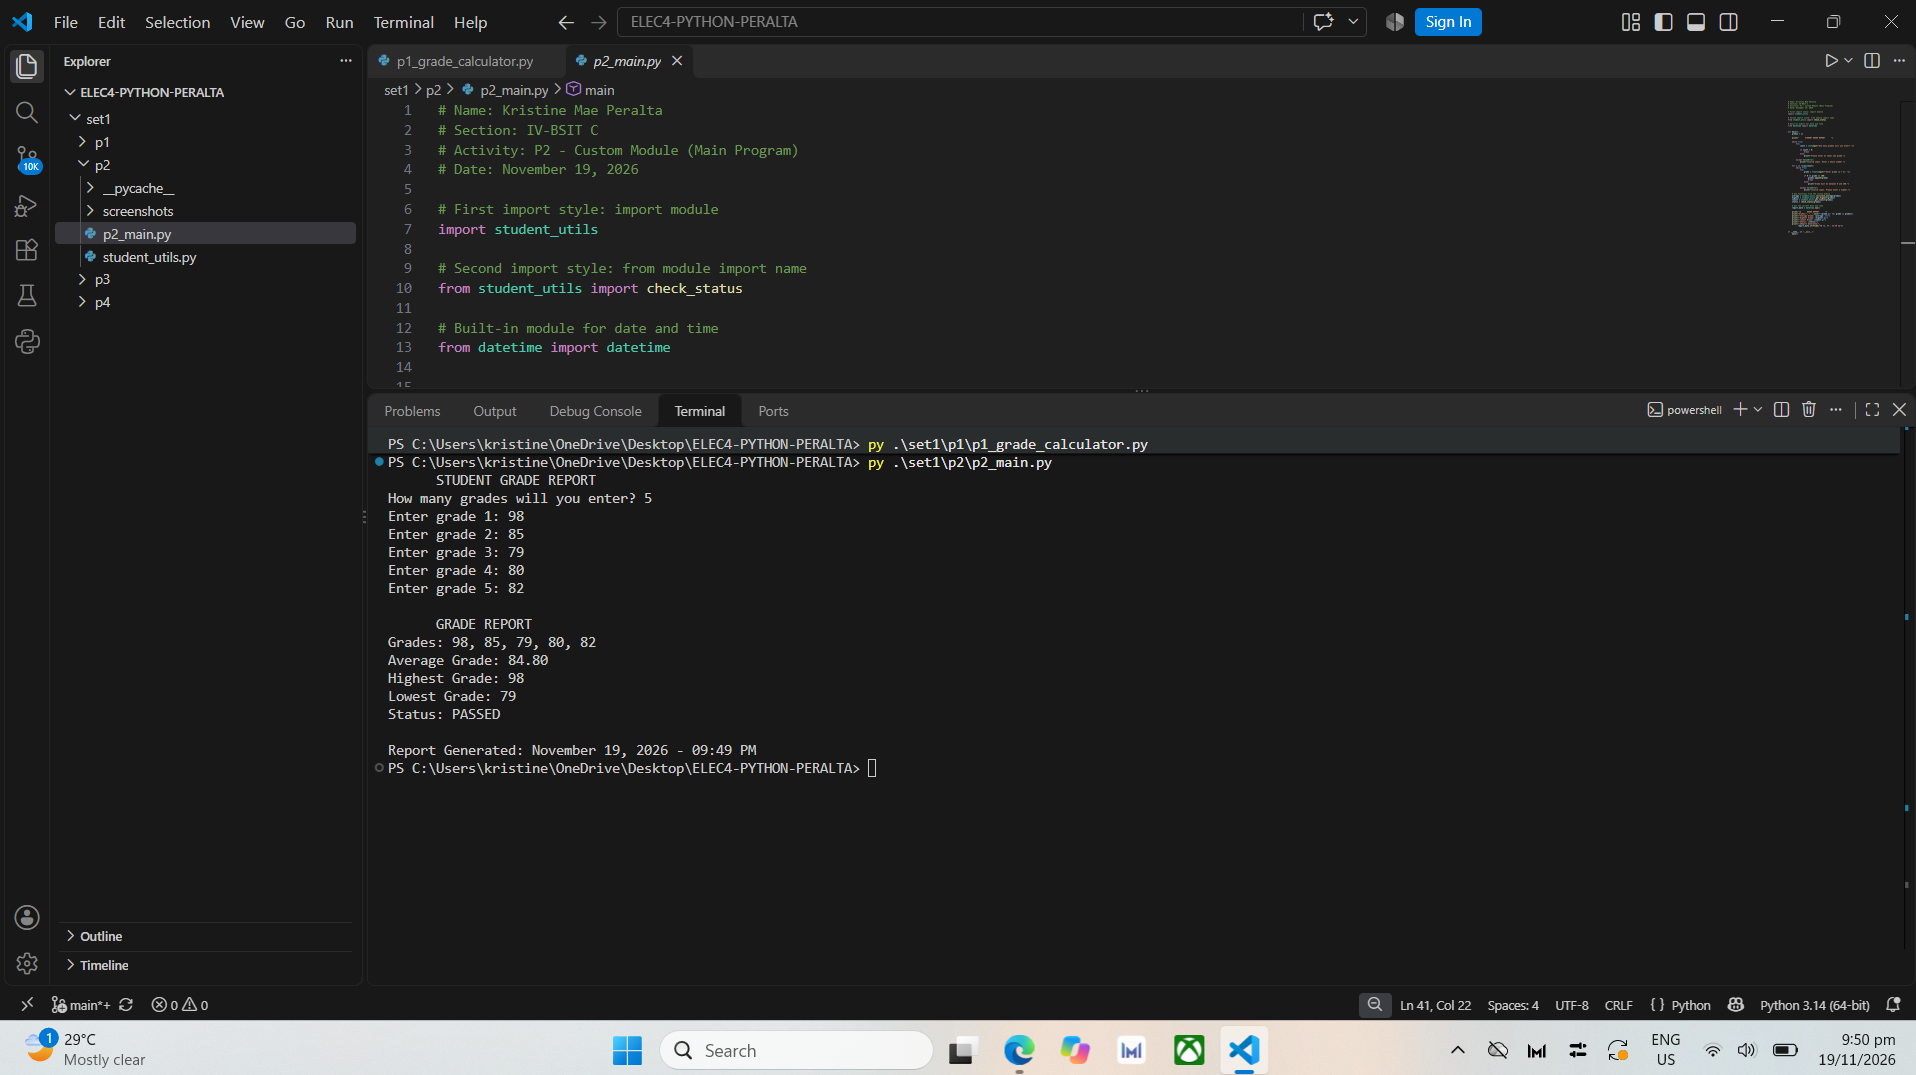 File Edit Selection View Go Run Terminal Help
ELEC4-PYTHON-PERALTA
Sign In
Explorer
ELEC4-PYTHON-PERALTA
set1
p1
p2
__pycache__
screenshots
p2_main.py
student_utils.py
p3
p4
10K
Outline
Timeline
p1_grade_calculator.py
p2_main.py
set1 > p2 > p2_main.py > main
1 # Name: Kristine Mae Peralta
2 # Section: IV-BSIT C
3 # Activity: P2 - Custom Module (Main Program)
4 # Date: November 19, 2026
5
6 # First import style: import module
7 import student_utils
8
9 # Second import style: from module import name
10 from student_utils import check_status
11
12 # Built-in module for date and time
13 from datetime import datetime
14
15
Problems Output Debug Console Terminal Ports
powershell
PS C:\Users\kristine\OneDrive\Desktop\ELEC4-PYTHON-PERALTA> py .\set1\p1\p1_grade_calculator.py
PS C:\Users\kristine\OneDrive\Desktop\ELEC4-PYTHON-PERALTA> py .\set1\p2\p2_main.py
STUDENT GRADE REPORT
How many grades will you enter? 5
Enter grade 1: 98
Enter grade 2: 85
Enter grade 3: 79
Enter grade 4: 80
Enter grade 5: 82
GRADE REPORT
Grades: 98, 85, 79, 80, 82
Average Grade: 84.80
Highest Grade: 98
Lowest Grade: 79
Status: PASSED
Report Generated: November 19, 2026 - 09:49 PM
PS C:\Users\kristine\OneDrive\Desktop\ELEC4-PYTHON-PERALTA>
main*+ 0 0
Ln 41, Col 22 Spaces: 4 UTF-8 CRLF { } Python Python 3.14 (64-bit)
1
29°C
Mostly clear
Search
ENG
US
9:50 pm
19/11/2026